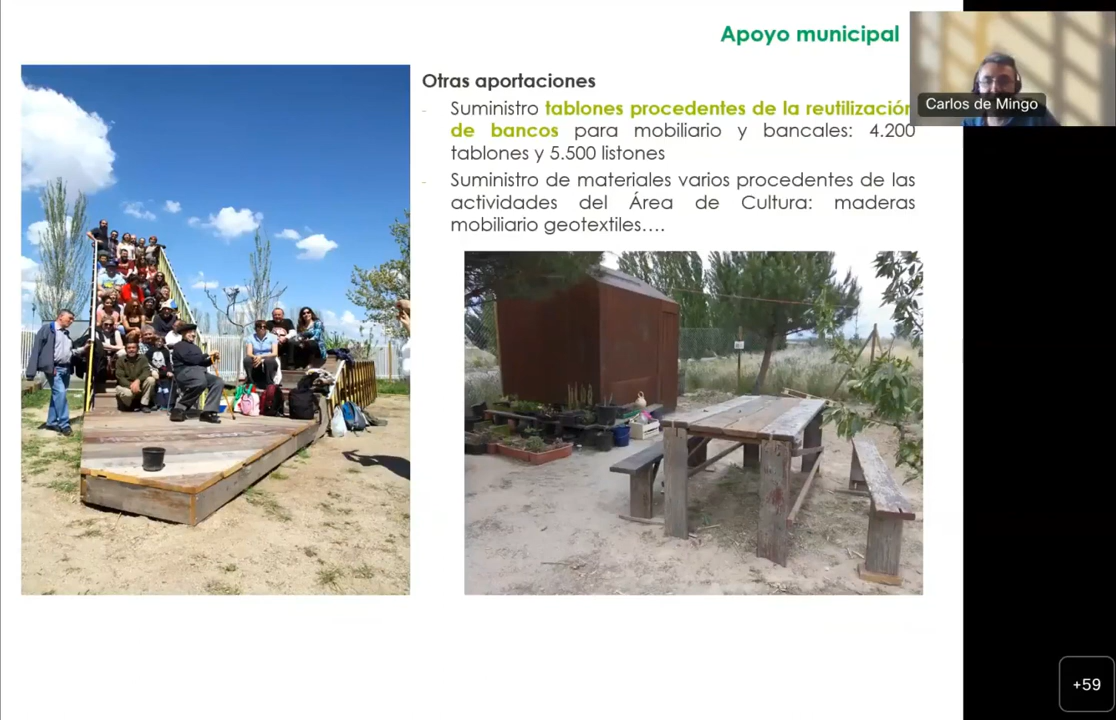 Apoyo municipal
Carlos de Mingo
Otras aportaciones
- Suministro tablones procedentes de la reutilización
de bancos para mobiliario y bancales: 4.200
tablones y 5.500 listones
- Suministro de materiales varios procedentes de las
actividades del Área de Cultura: maderas
mobiliario geotextiles….
+59